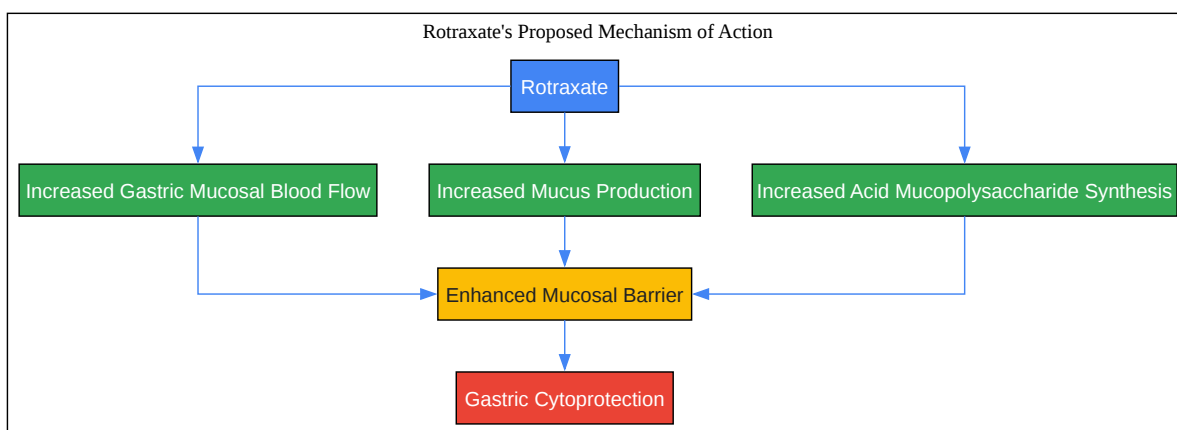 Rotraxate's Proposed Mechanism of Action
Rotraxate
Increased Gastric Mucosal Blood Flow
Increased Mucus Production
Increased Acid Mucopolysaccharide Synthesis
Enhanced Mucosal Barrier
Gastric Cytoprotection